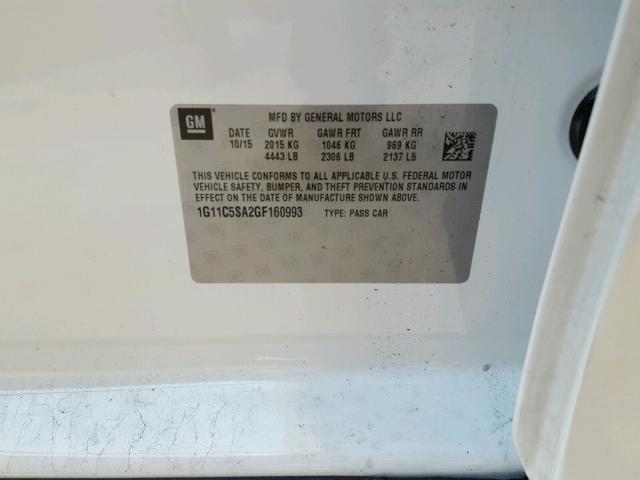 GM
MFD BY GENERAL MOTORS LLC
DATE GVWR GAWR FRT GAWR RR
10/15 2015 KG 1046 KG 969 KG
4443 LB 2306 LB 2137 LB
THIS VEHICLE CONFORMS TO ALL APPLICABLE U.S. FEDERAL MOTOR
VEHICLE SAFETY, BUMPER, AND THEFT PREVENTION STANDARDS IN
EFFECT ON THE DATE OF MANUFACTURE SHOWN ABOVE.
1G11C5SA2GF160993 TYPE: PASS CAR